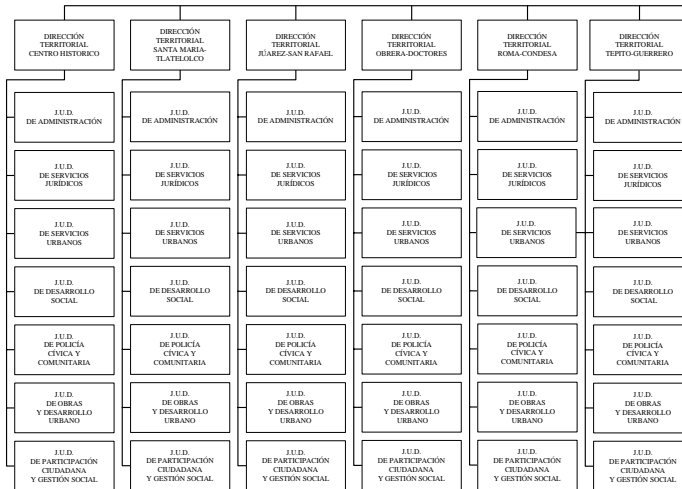 DIRECCIÓN
TERRITORIAL
CENTRO HISTORICO
J.U.D.
DE ADMINISTRACIÓN
J.U.D.
DE SERVICIOS
JURÍDICOS
J.U.D.
DE SERVICIOS
URBANOS
J.U.D.
DE DESARROLLO
SOCIAL
J.U.D.
DE POLICÍA
CÍVICA Y
COMUNITARIA
J.U.D.
DE OBRAS
Y DESARROLLO
URBANO
J.U.D.
DE PARTICIPACIÓN
CIUDADANA
Y GESTIÓN SOCIAL
DIRECCIÓN
TERRITORIAL
SANTA MARIA-
TLATELOLCO
J.U.D.
DE ADMINISTRACIÓN
J.U.D.
DE SERVICIOS
JURÍDICOS
J.U.D.
DE SERVICIOS
URBANOS
J.U.D.
DE DESARROLLO
SOCIAL
J.U.D.
DE POLICÍA
CÍVICA Y
COMUNITARIA
J.U.D.
DE OBRAS
Y DESARROLLO
URBANO
J.U.D.
DE PARTICIPACIÓN
CIUDADANA
Y GESTIÓN SOCIAL
DIRECCIÓN
TERRITORIAL
JÚAREZ-SAN RAFAEL
J.U.D.
DE ADMINISTRACIÓN
J.U.D.
DE SERVICIOS
JURÍDICOS
J.U.D.
DE SERVICIOS
URBANOS
J.U.D.
DE DESARROLLO
SOCIAL
J.U.D.
DE POLICÍA
CÍVICA Y
COMUNITARIA
J.U.D.
DE OBRAS
Y DESARROLLO
URBANO
J.U.D.
DE PARTICIPACIÓN
CIUDADANA
Y GESTIÓN SOCIAL
DIRECCIÓN
TERRITORIAL
OBRERA-DOCTORES
J.U.D.
DE ADMINISTRACIÓN
J.U.D.
DE SERVICIOS
JURÍDICOS
J.U.D.
DE SERVICIOS
URBANOS
J.U.D.
DE DESARROLLO
SOCIAL
J.U.D.
DE POLICÍA
CÍVICA Y
COMUNITARIA
J.U.D.
DE OBRAS
Y DESARROLLO
URBANO
J.U.D.
DE PARTICIPACIÓN
CIUDADANA
Y GESTIÓN SOCIAL
DIRECCIÓN
TERRITORIAL
ROMA-CONDESA
J.U.D.
DE ADMINISTRACIÓN
J.U.D.
DE SERVICIOS
JURÍDICOS
J.U.D.
DE SERVICIOS
URBANOS
J.U.D.
DE DESARROLLO
SOCIAL
J.U.D.
DE POLICÍA
CÍVICA Y
COMUNITARIA
J.U.D.
DE OBRAS
Y DESARROLLO
URBANO
J.U.D.
DE PARTICIPACIÓN
CIUDADANA
Y GESTIÓN SOCIAL
DIRECCIÓN
TERRITORIAL
TEPITO-GUERRERO
J.U.D.
DE ADMINISTRACIÓN
J.U.D.
DE SERVICIOS
JURÍDICOS
J.U.D.
DE SERVICIOS
URBANOS
J.U.D.
DE DESARROLLO
SOCIAL
J.U.D.
DE POLICÍA
CÍVICA Y
COMUNITARIA
J.U.D.
DE OBRAS
Y DESARROLLO
URBANO
J.U.D.
DE PARTICIPACIÓN
CIUDADANA
Y GESTIÓN SOCIAL